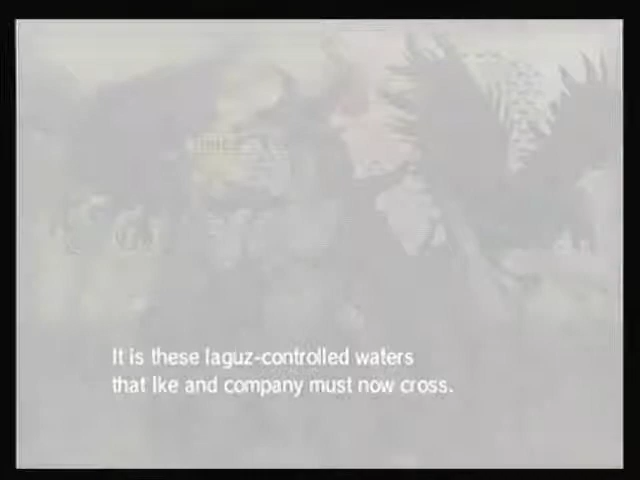 It is these laguz-controlled waters
that Ike and company must now cross.